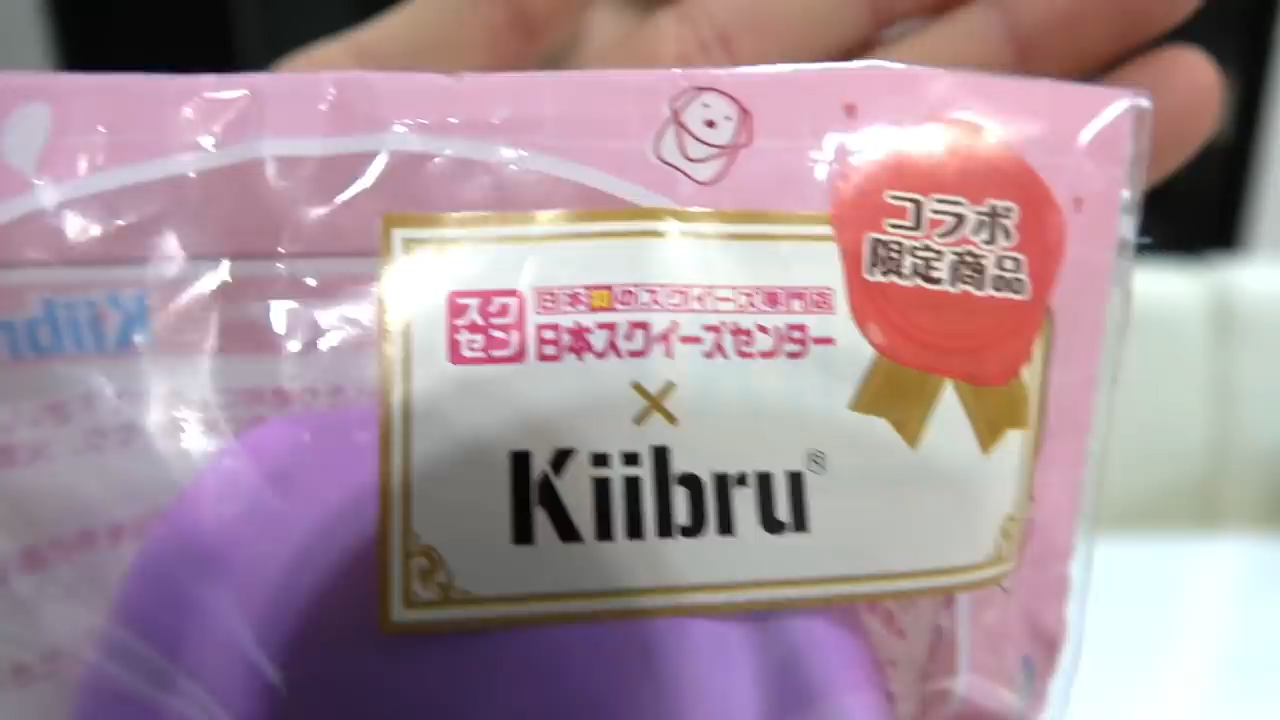 コラボ
限定商品
スク
セン
日本初のスクイーズ専門店
日本スクイーズセンター
×
Kiibru®